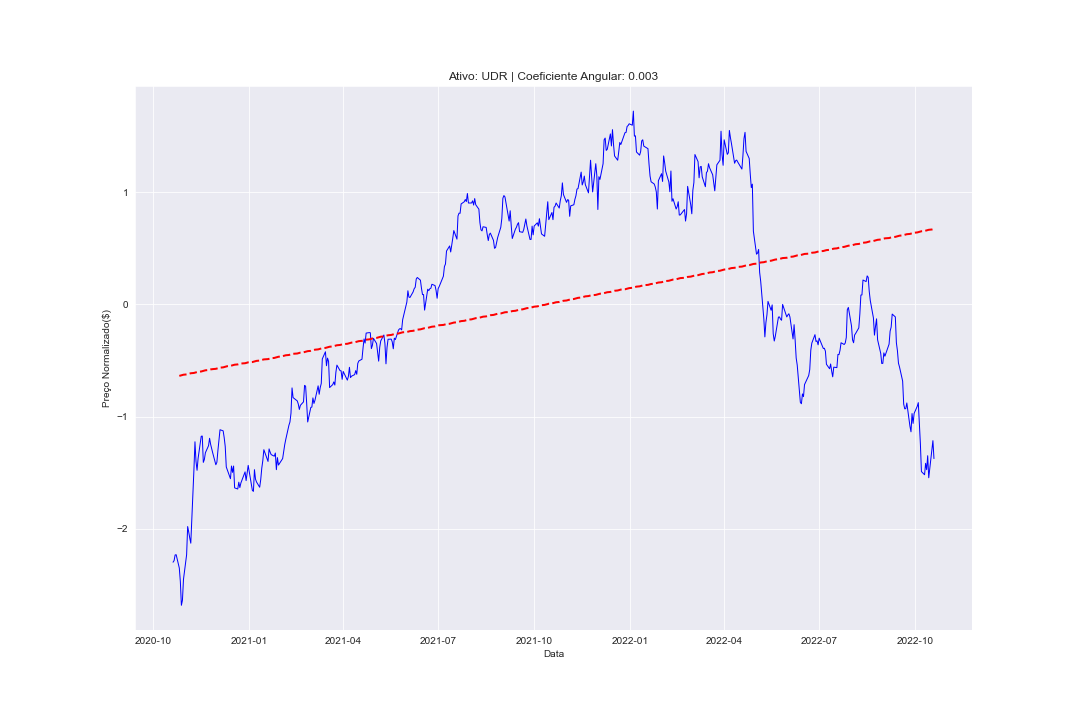 Ativo: UDR | Coeficiente Angular: 0.003
Preço Normalizado($)
1
0
−1
−2
2020-10 2021-01 2021-04 2021-07 2021-10 2022-01 2022-04 2022-07 2022-10
Data